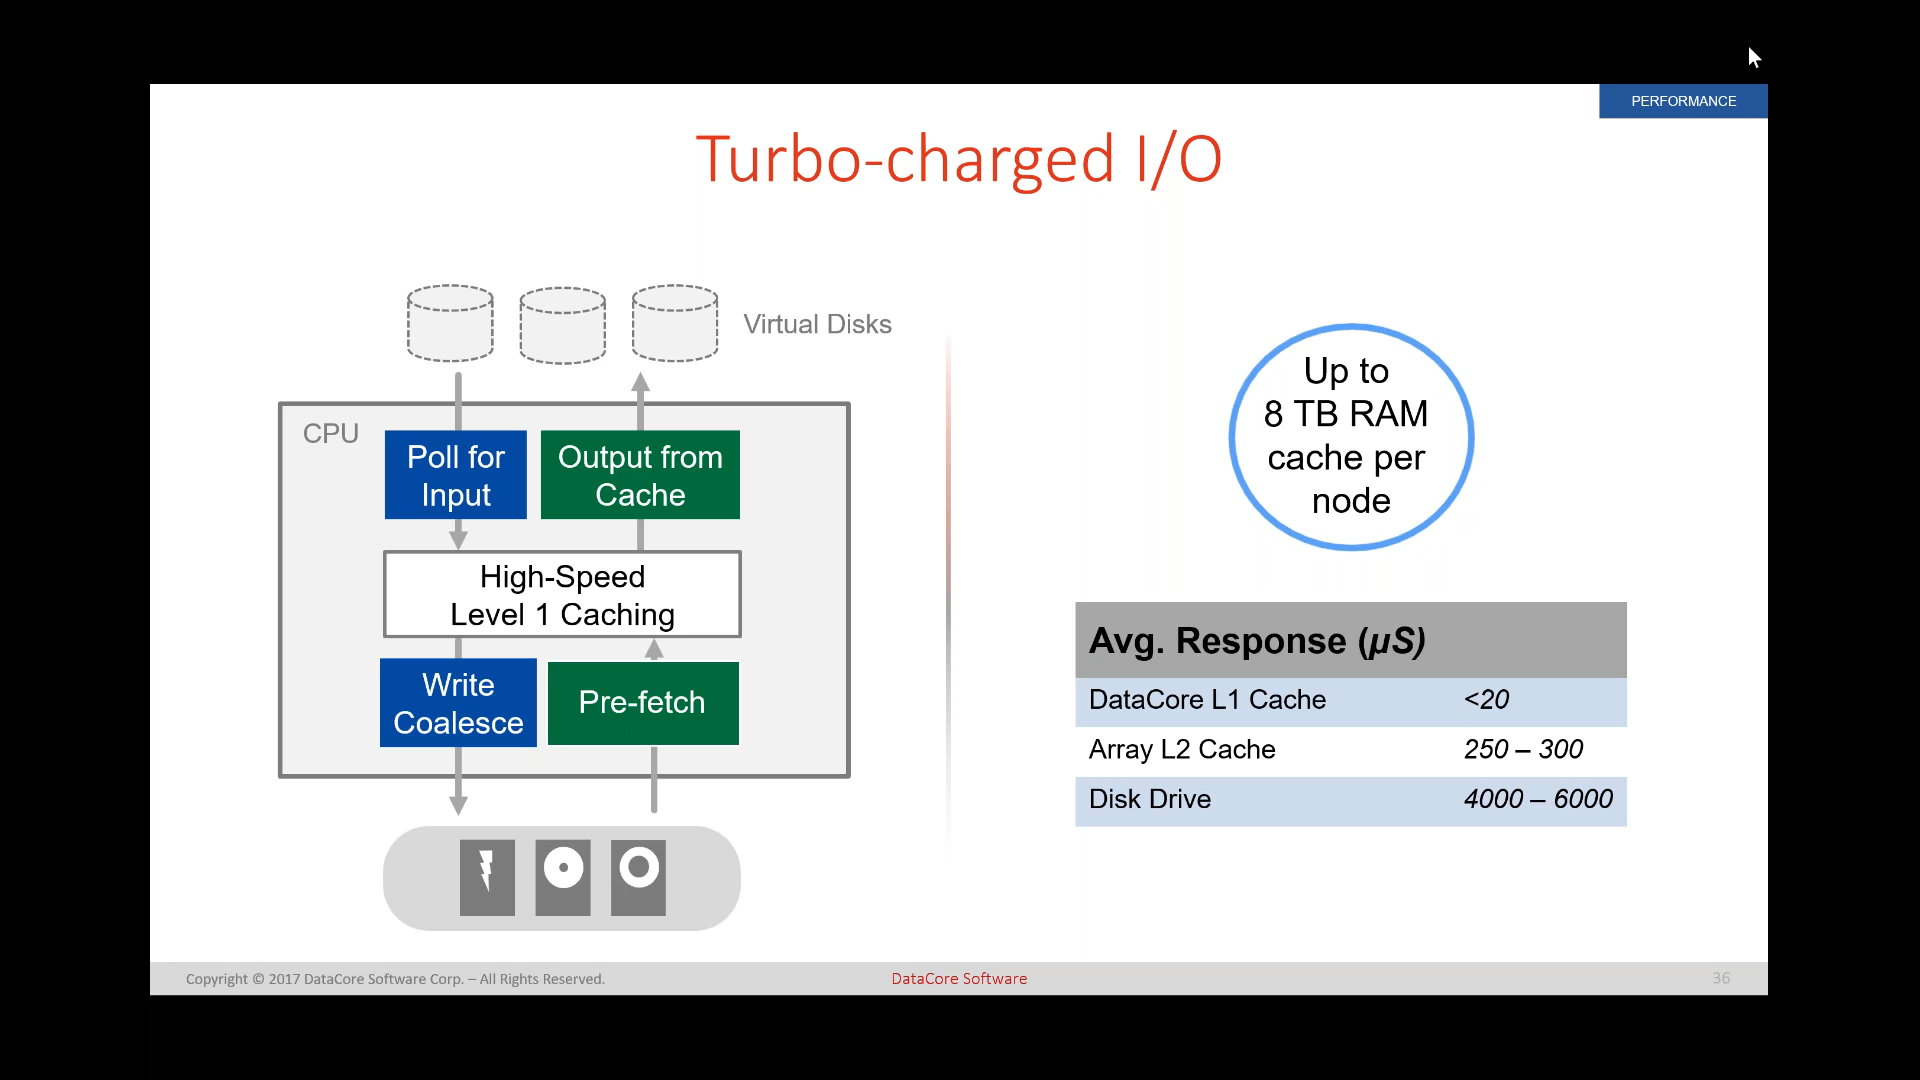 PERFORMANCE
Turbo-charged I/O
Virtual Disks
CPU
Poll for
Input
Output from
Cache
High-Speed
Level 1 Caching
Write
Coalesce
Pre-fetch
Up to
8 TB RAM
cache per
node
Avg. Response (µS)
DataCore L1 Cache <20
Array L2 Cache 250 – 300
Disk Drive 4000 – 6000
Copyright © 2017 DataCore Software Corp. – All Rights Reserved.
DataCore Software
36